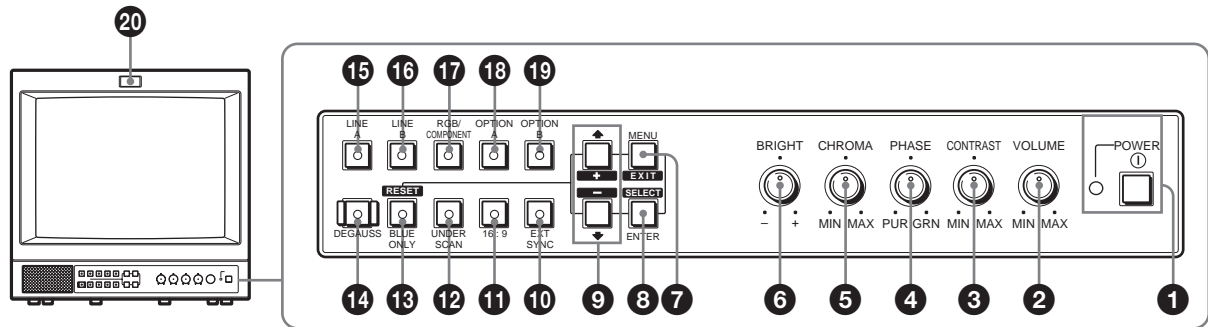 20
15 16 17 18 19
LINE A LINE B RGB/COMPONENT OPTION A OPTION B
MENU
BRIGHT CHROMA PHASE CONTRAST VOLUME
POWER
+ EXIT
RESET - SELECT
DEGAUSS BLUE ONLY UNDER SCAN 16:9 EXT SYNC ENTER
− + MIN MAX PUR GRN MIN MAX MIN MAX
14 13 12 11 10 9 8 7 6 5 4 3 2 1